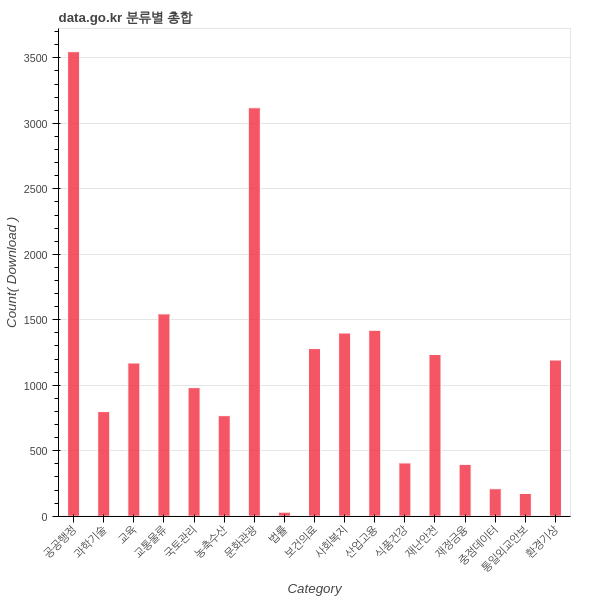 data.go.kr 분류별 총합
Count( Download )
3500
3000
2500
2000
1500
1000
500
0
공공행정
과학기술
교육
교통물류
국토관리
농축수산
문화관광
법률
보건의료
사회복지
산업고용
식품건강
재난안전
재정금융
중점데이터
통일외교안보
환경기상
Category